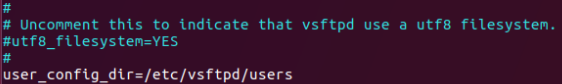 #
# Uncomment this to indicate that vsftpd use a utf8 filesystem.
#utf8_filesystem=YES
#
user_config_dir=/etc/vsftpd/users